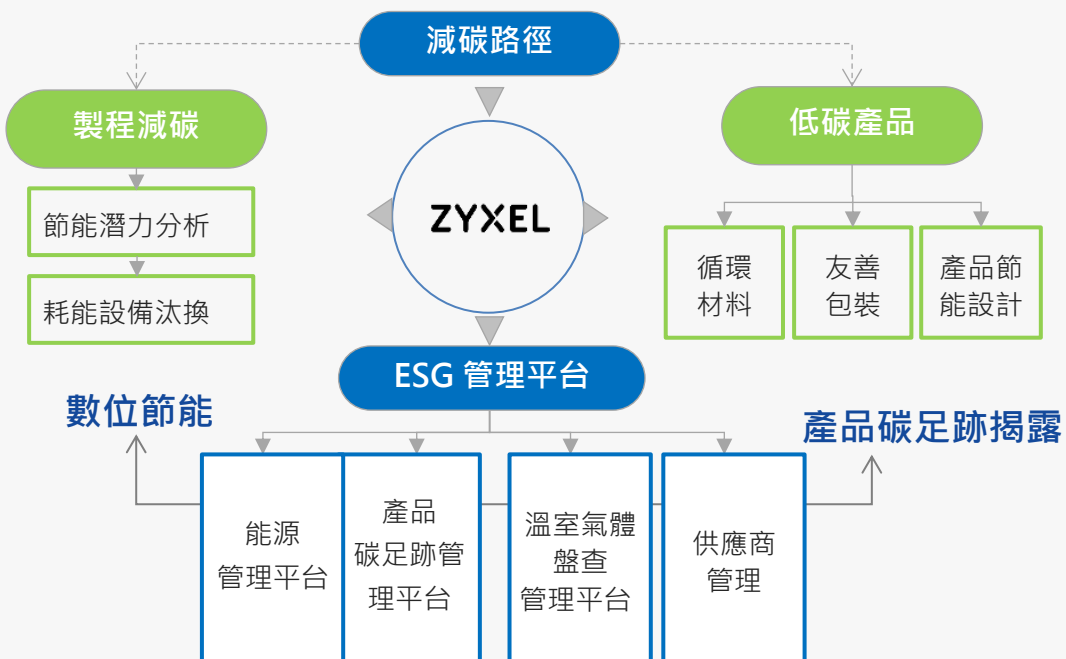 減碳路徑
製程減碳
低碳產品
節能潛力分析
耗能設備汰換
ZYXEL
循環
材料
友善
包裝
產品節
能設計
ESG 管理平台
數位節能
產品碳足跡揭露
能源
管理平台
產品
碳足跡管
理平台
溫室氣體
盤查
管理平台
供應商
管理